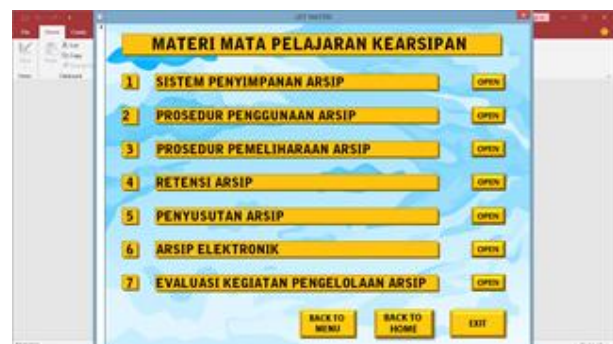 MATERI MATA PELAJARAN KEARSIPAN
1 SISTEM PENYIMPANAN ARSIP OPEN
2 PROSEDUR PENGGUNAAN ARSIP OPEN
3 PROSEDUR PEMELIHARAAN ARSIP OPEN
4 RETENSI ARSIP OPEN
5 PENYUSUTAN ARSIP OPEN
6 ARSIP ELEKTRONIK OPEN
7 EVALUASI KEGIATAN PENGELOLAAN ARSIP OPEN
BACK TO MENU
BACK TO HOME
EXIT